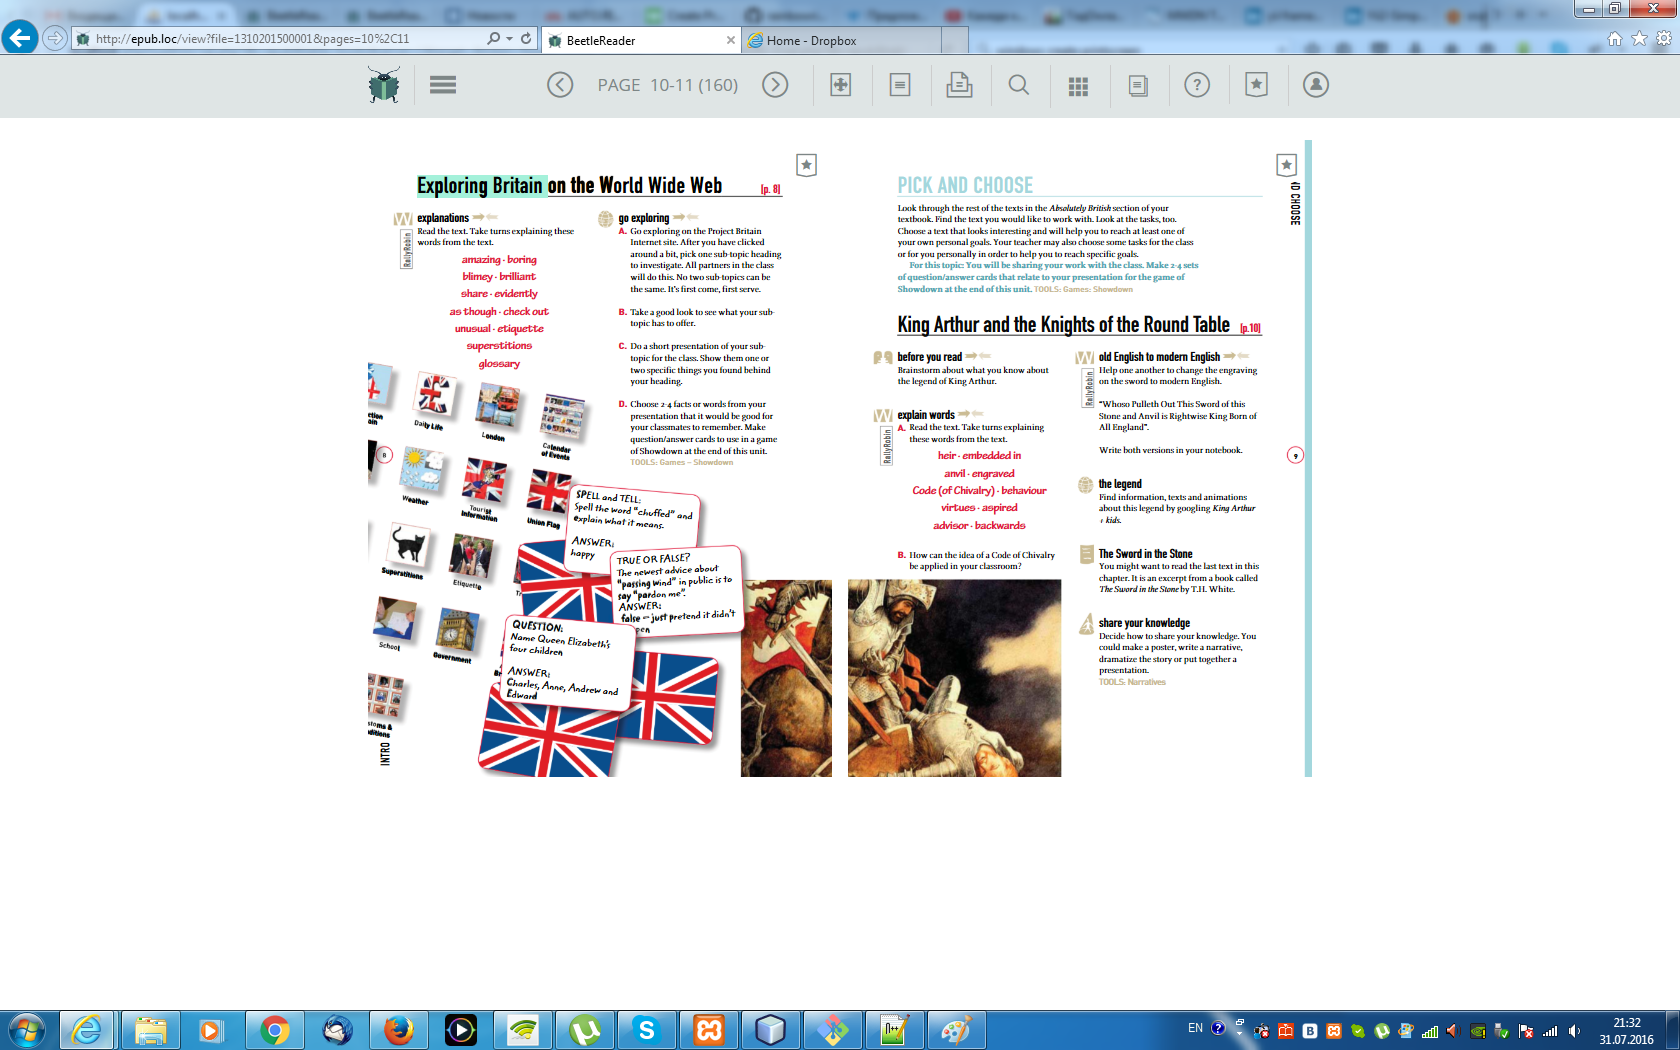 http://epub.loc/view?file=1310201500001&pages=10%2C11
BeetleReader
Home - Dropbox
PAGE 10-11 (160)
Exploring Britain on the World Wide Web [p. 8]
explanations
RallyRobin
Read the text. Take turns explaining these
words from the text.
amazing · boring
blimey · brilliant
share · evidently
as though · check out
unusual · etiquette
superstitions
glossary
Daily Life
London
Calendar
of Events
8
Weather
Tourist
Information
Union Flag
Superstitions
Etiquette
School
Government
INTRO
go exploring
A. Go exploring on the Project Britain
Internet site. After you have clicked
around a bit, pick one sub-topic heading
to investigate. All partners in the class
will do this. No two sub-topics can be
the same. It's first come, first serve.
B. Take a good look to see what your sub-
topic has to offer.
C. Do a short presentation of your sub-
topic for the class. Show them one or
two specific things you found behind
your heading.
D. Choose 2-4 facts or words from your
presentation that it would be good for
your classmates to remember. Make
question/answer cards to use in a game
of Showdown at the end of this unit.
TOOLS: Games – Showdown
SPELL and TELL:
Spell the word "chuffed" and
explain what it means.
ANSWER:
happy
TRUE OR FALSE?
The newest advice about
"passing wind" in public is to
say "pardon me".
ANSWER:
false – just pretend it didn't
pen
QUESTION:
Name Queen Elizabeth's
four children
ANSWER:
Charles, Anne, Andrew and
Edward
PICK AND CHOOSE
Look through the rest of the texts in the Absolutely British section of your
textbook. Find the text you would like to work with. Look at the tasks, too.
Choose a text that looks interesting and will help you to reach at least one of
your own personal goals. Your teacher may also choose some tasks for the class
or for you personally in order to help you to reach specific goals.
For this topic: You will be sharing your work with the class. Make 2-4 sets
of question/answer cards that relate to your presentation for the game of
Showdown at the end of this unit. TOOLS: Games: Showdown
King Arthur and the Knights of the Round Table [p.10]
before you read
Brainstorm about what you know about
the legend of King Arthur.
explain words
RallyRobin
A. Read the text. Take turns explaining
these words from the text.
heir · embedded in
anvil · engraved
Code (of Chivalry) · behaviour
virtues · aspired
advisor · backwards
B. How can the idea of a Code of Chivalry
be applied in your classroom?
old English to modern English
RallyRobin
Help one another to change the engraving
on the sword to modern English.
"Whoso Pulleth Out This Sword of this
Stone and Anvil is Rightwise King Born of
All England".
Write both versions in your notebook.
the legend
Find information, texts and animations
about this legend by googling King Arthur
+ kids.
The Sword in the Stone
You might want to read the last text in this
chapter. It is an excerpt from a book called
The Sword in the Stone by T.H. White.
share your knowledge
Decide how to share your knowledge. You
could make a poster, write a narrative,
dramatize the story or put together a
presentation.
TOOLS: Narratives
D CHOOSE
9
EN
21:32
31.07.2016